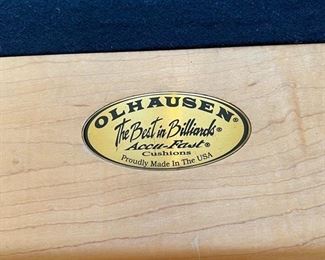 OLHAUSEN®
The Best in Billiards®
Accu-Fast®
Cushions
Proudly Made In The USA